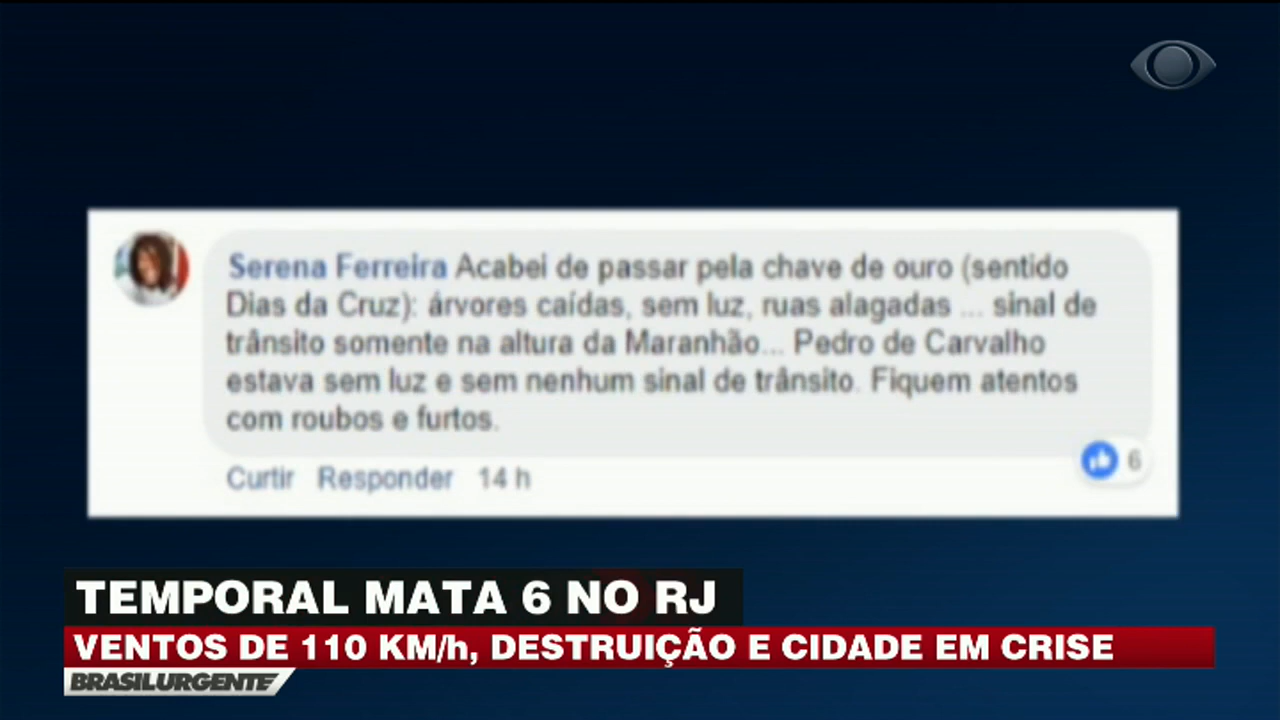 Serena Ferreira Acabei de passar pela chave de ouro (sentido
Dias da Cruz): árvores caídas, sem luz, ruas alagadas ... sinal de
trânsito somente na altura da Maranhão... Pedro de Carvalho
estava sem luz e sem nenhum sinal de trânsito. Fiquem atentos
com roubos e furtos.
Curtir Responder 14 h
6
TEMPORAL MATA 6 NO RJ
VENTOS DE 110 KM/h, DESTRUIÇÃO E CIDADE EM CRISE
BRASILURGENTE